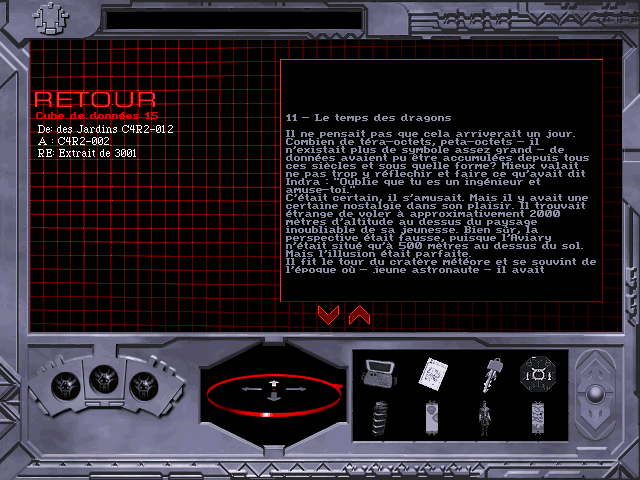 RETOUR
Cube de données 15
De: des Jardins C4R2-012
A : C4R2-002
RE: Extrait de 3001
11 - Le temps des dragons
Il ne pensait pas que cela arriverait un jour.
Combien de téra-octets, peta-octets - il
n'existait plus de symbole assez grand - de
données avaient pu être accumulées depuis tous
ces siècles et sous quelle forme? Mieux valait
ne pas trop y réflechir et faire ce qu'avait dit
Indra : "Oublie que tu es un ingénieur et
amuse-toi."
C'était certain, il s'amusait. Mais il y avait une
certaine nostalgie dans son plaisir. Il trouvait
étrange de voler à approximativement 2000
mètres d'altitude au dessus du paysage
inoubliable de sa jeunesse. Bien sûr, la
perspective était fausse, puisque l'Aviary
n'était situé qu'à 500 mètres au dessus du sol.
Mais l'illusion était parfaite.
Il fit le tour du cratère météore et se souvint de
l'époque où - jeune astronaute - il avait